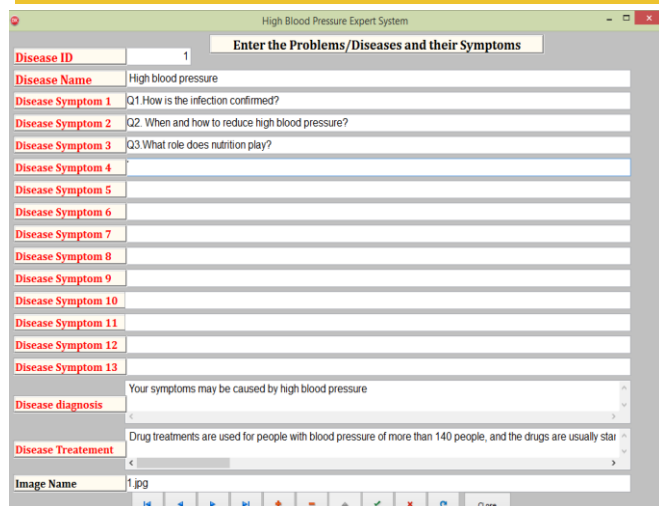 High Blood Pressure Expert System
Enter the Problems/Diseases and their Symptoms
Disease ID 1
Disease Name High blood pressure
Disease Symptom 1 Q1.How is the infection confirmed?
Disease Symptom 2 Q2. When and how to reduce high blood pressure?
Disease Symptom 3 Q3.What role does nutrition play?
Disease Symptom 4
Disease Symptom 5
Disease Symptom 6
Disease Symptom 7
Disease Symptom 8
Disease Symptom 9
Disease Symptom 10
Disease Symptom 11
Disease Symptom 12
Disease Symptom 13
Disease diagnosis Your symptoms may be caused by high blood pressure
Disease Treatement Drug treatments are used for people with blood pressure of more than 140 people, and the drugs are usually
Image Name 1.jpg